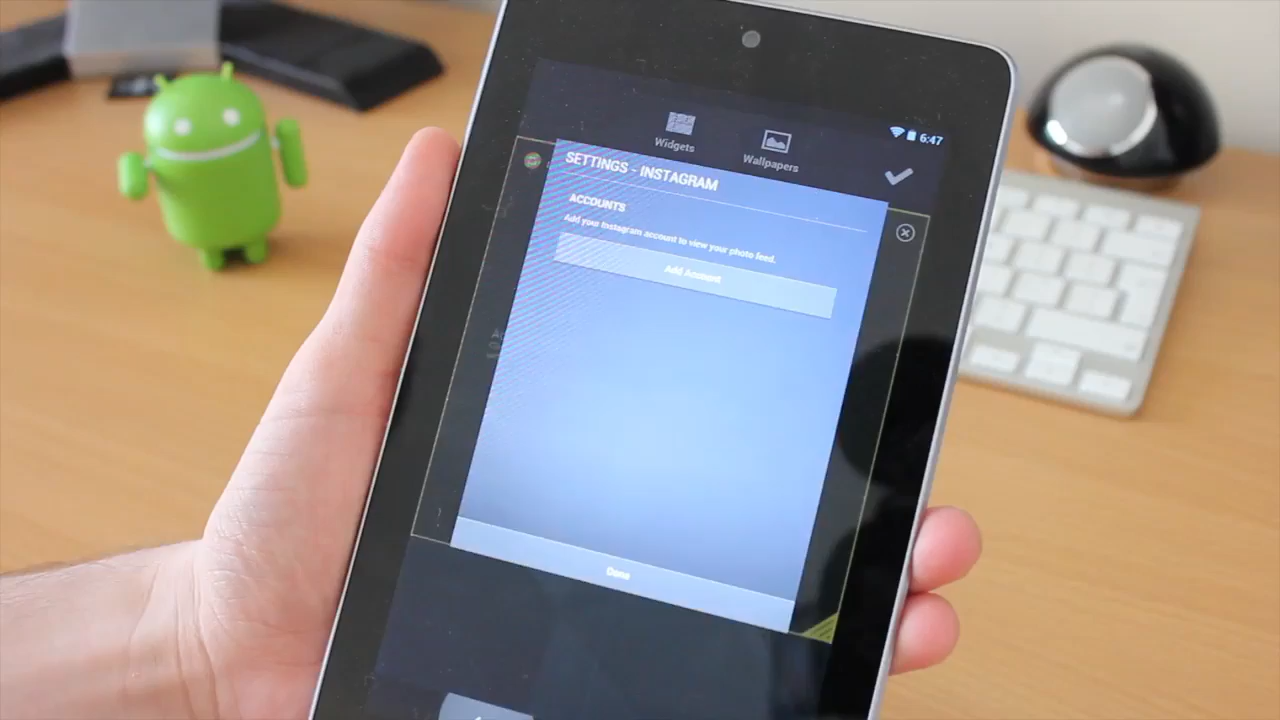 6:47
Widgets
Wallpapers
SETTINGS - INSTAGRAM
ACCOUNTS
Add your Instagram account to view your photo feed.
Add Account
Done